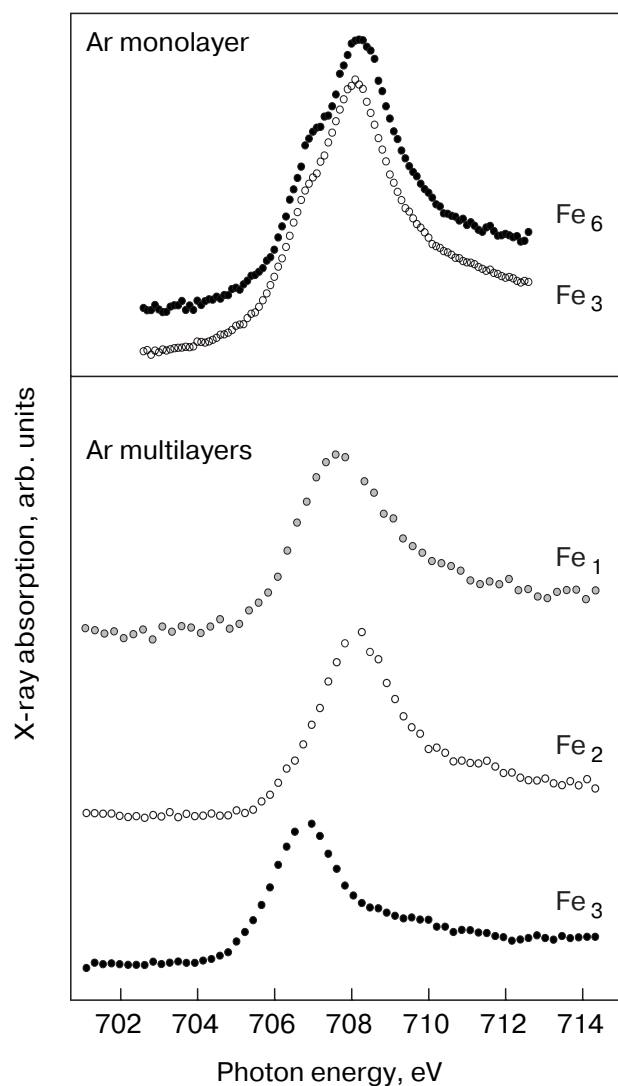 Ar monolayer
Fe6
Fe3
Ar multilayers
Fe1
Fe2
Fe3
X-ray absorption, arb. units
702 704 706 708 710 712 714
Photon energy, eV